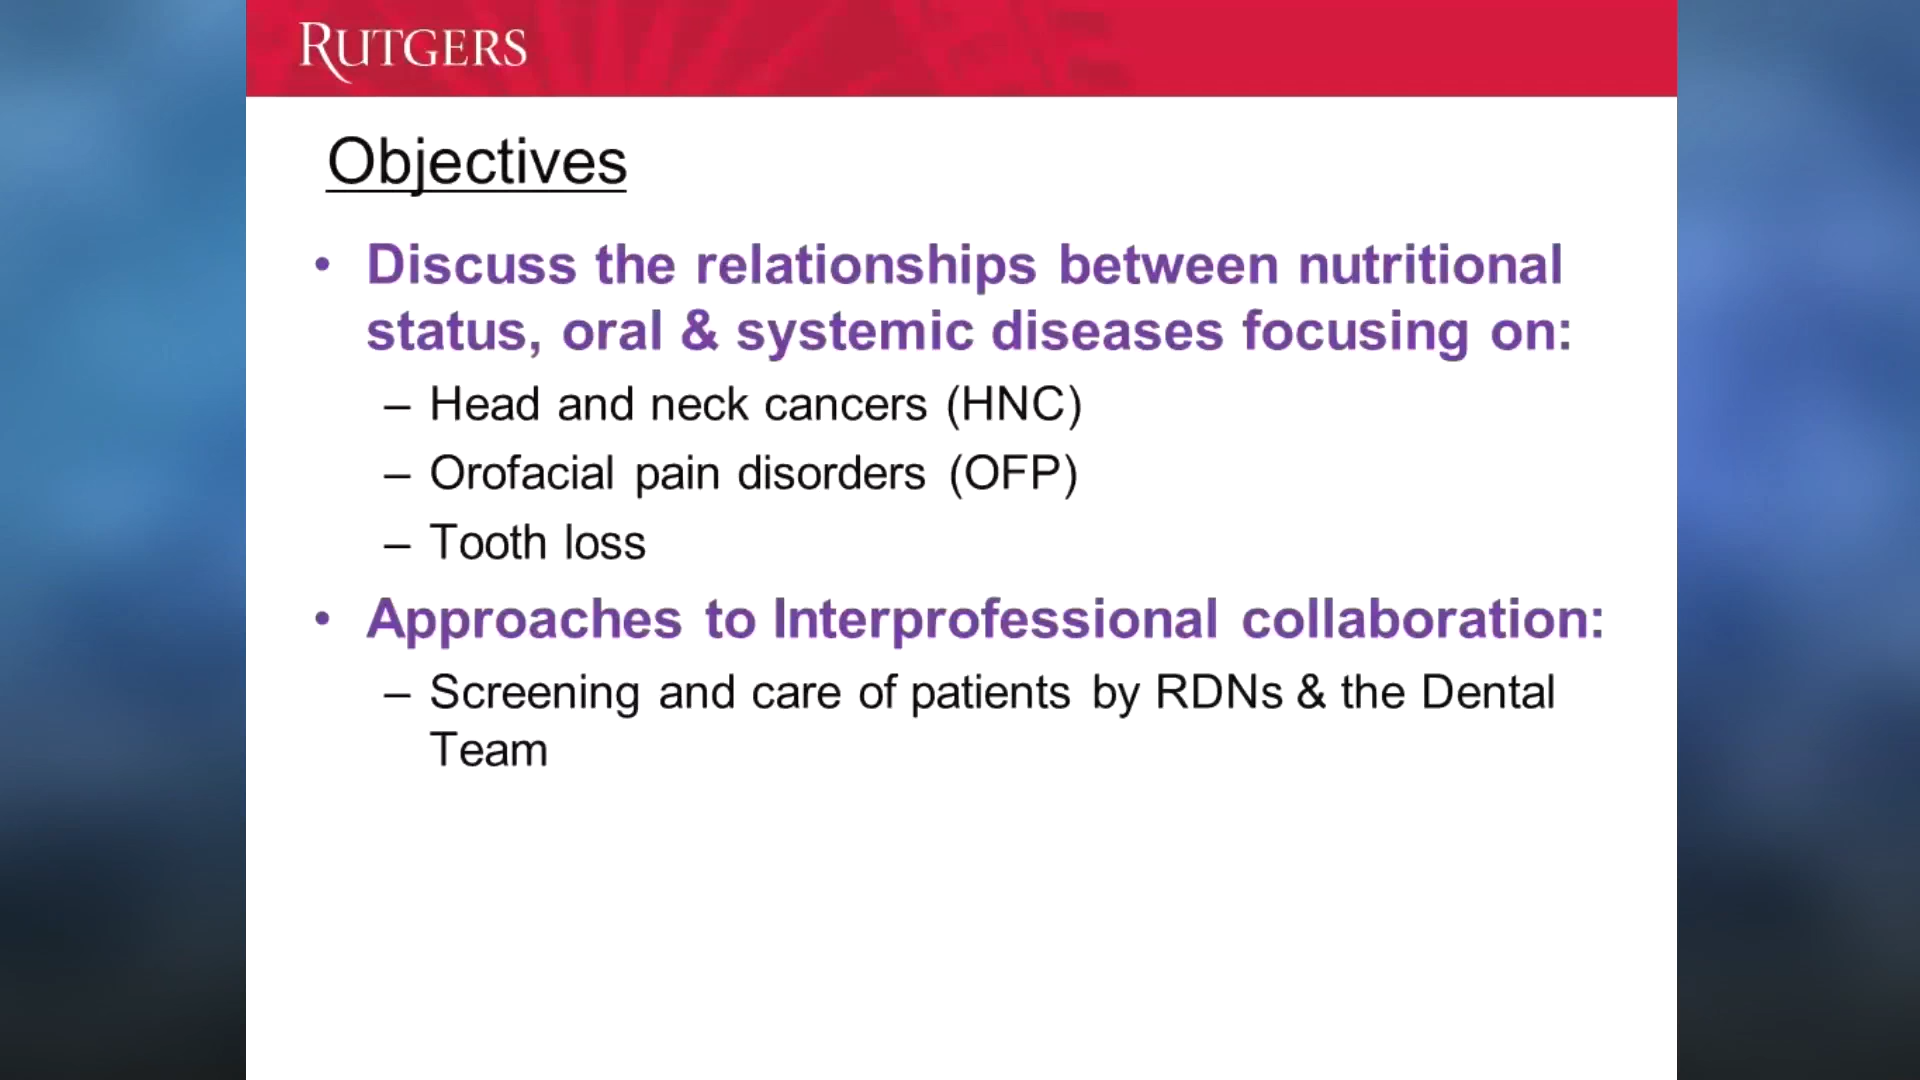 RUTGERS
Objectives
• Discuss the relationships between nutritional
status, oral & systemic diseases focusing on:
– Head and neck cancers (HNC)
– Orofacial pain disorders (OFP)
– Tooth loss
• Approaches to Interprofessional collaboration:
– Screening and care of patients by RDNs & the Dental
Team